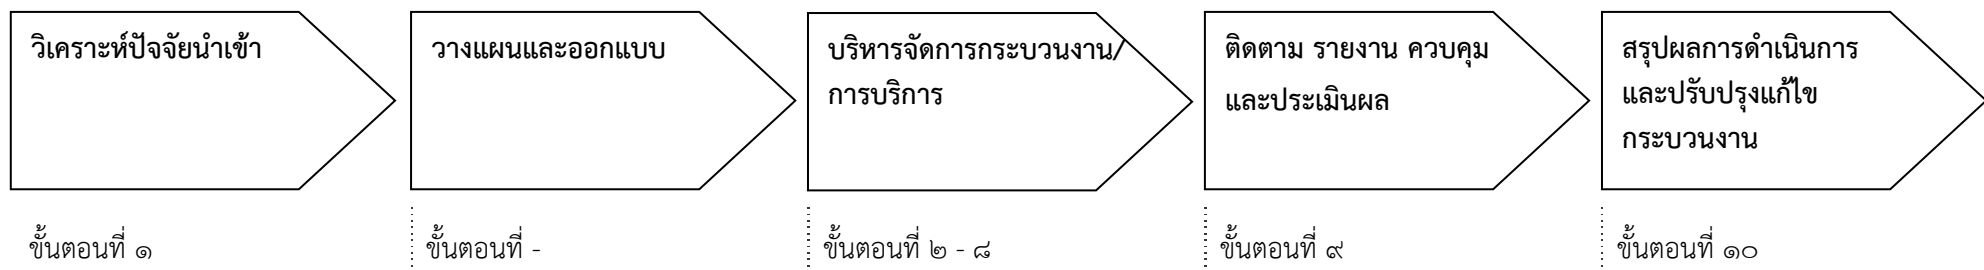 วิเคราะห์ปัจจัยนำเข้า
วางแผนและออกแบบ
บริหารจัดการกระบวนงาน/
การบริการ
ติดตาม รายงาน ควบคุม
และประเมินผล
สรุปผลการดำเนินการ
และปรับปรุงแก้ไข
กระบวนงาน
ขั้นตอนที่ ๑
ขั้นตอนที่ -
ขั้นตอนที่ ๒ - ๘
ขั้นตอนที่ ๙
ขั้นตอนที่ ๑๐